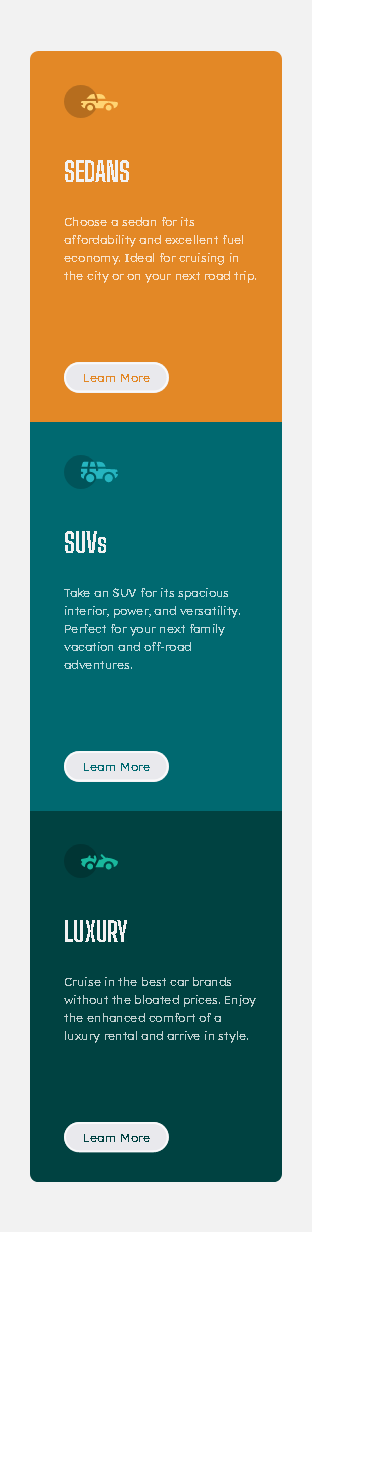 SEDANS
Choose a sedan for its
affordability and excellent fuel
economy. Ideal for cruising in
the city or on your next road trip.
Learn More
SUVs
Take an SUV for its spacious
interior, power, and versatility.
Perfect for your next family
vacation and off-road
adventures.
Learn More
LUXURY
Cruise in the best car brands
without the bloated prices. Enjoy
the enhanced comfort of a
luxury rental and arrive in style.
Learn More